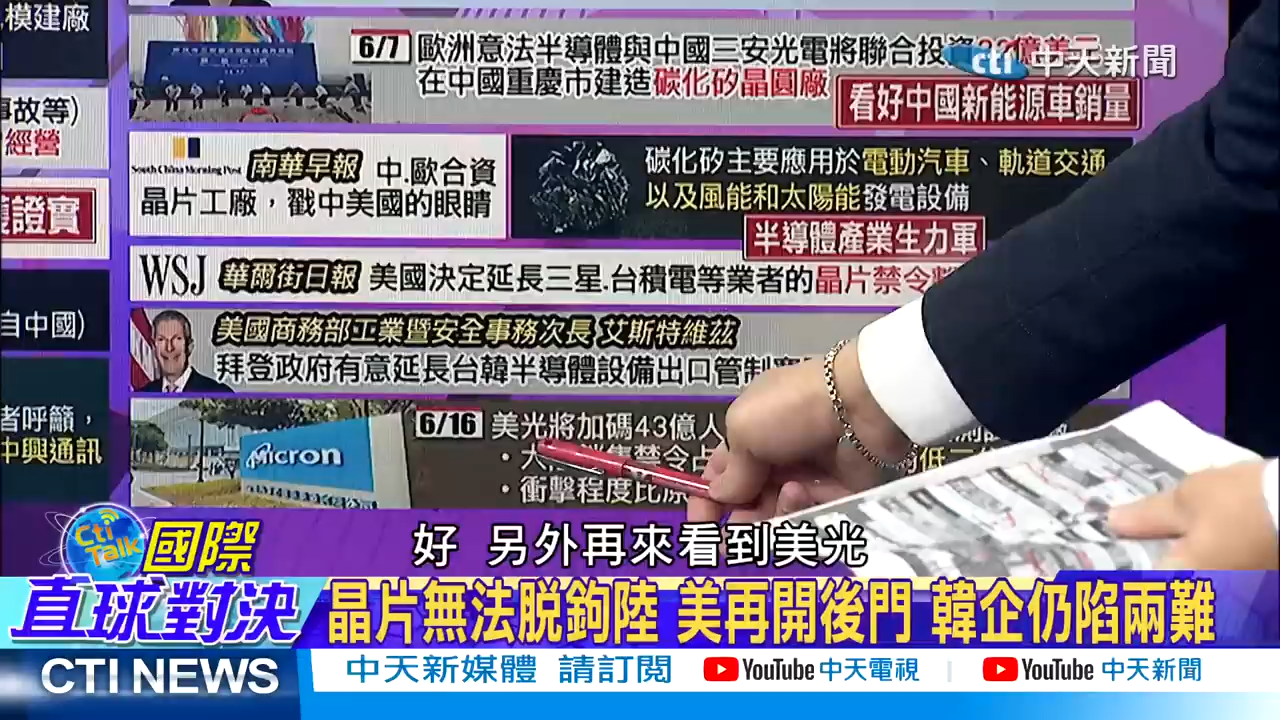 模建廠
事故等)
經營
證實
自中國)
者呼籲，
中興通訊
6/7 歐洲意法半導體與中國三安光電將聯合投資32億美元
在中國重慶市建造碳化矽晶圓廠
看好中國新能源車銷量
cti 中天新聞
South China Morning Post 南華早報 中.歐合資
晶片工廠，戳中美國的眼睛
碳化矽主要應用於電動汽車、軌道交通
以及風能和太陽能發電設備
半導體產業生力軍
WSJ 華爾街日報 美國決定延長三星.台積電等業者的晶片禁令
美國商務部工業暨安全事務次長 艾斯特維茲
拜登政府有意延長台韓半導體設備出口管制
Micron
6/16 美光將加碼43億人
・大
禁令占
低
・衝擊程度比原
好 另外再來看到美光
CTi Talk 國際
直球對決
晶片無法脫鉤陸 美再開後門 韓企仍陷兩難
CTI NEWS 中天新媒體 請訂閱 YouTube 中天電視 | YouTube 中天新聞